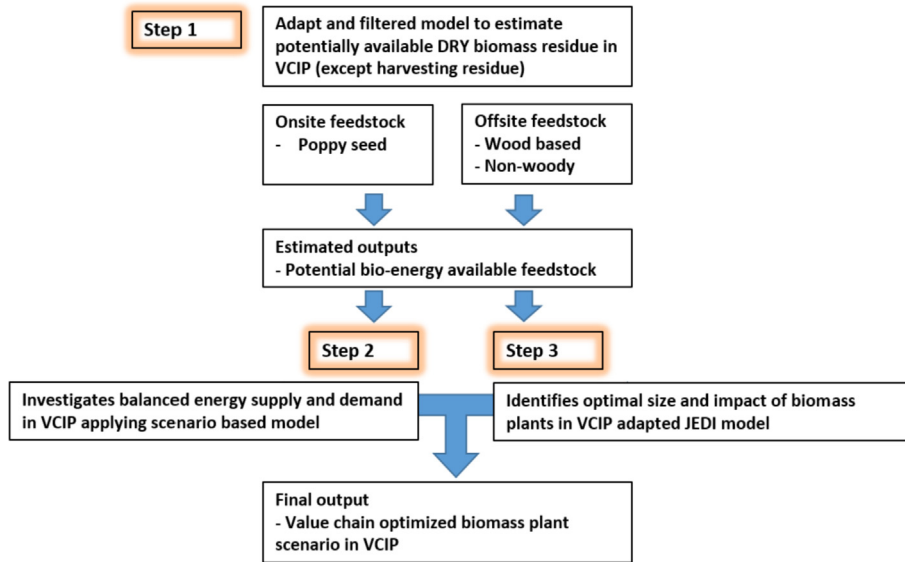 Step 1
Adapt and filtered model to estimate
potentially available DRY biomass residue in
VCIP (except harvesting residue)
Onsite feedstock
- Poppy seed
Offsite feedstock
- Wood based
- Non-woody
Estimated outputs
- Potential bio-energy available feedstock
Step 2
Step 3
Investigates balanced energy supply and demand
in VCIP applying scenario based model
Identifies optimal size and impact of biomass
plants in VCIP adapted JEDI model
Final output
- Value chain optimized biomass plant
scenario in VCIP